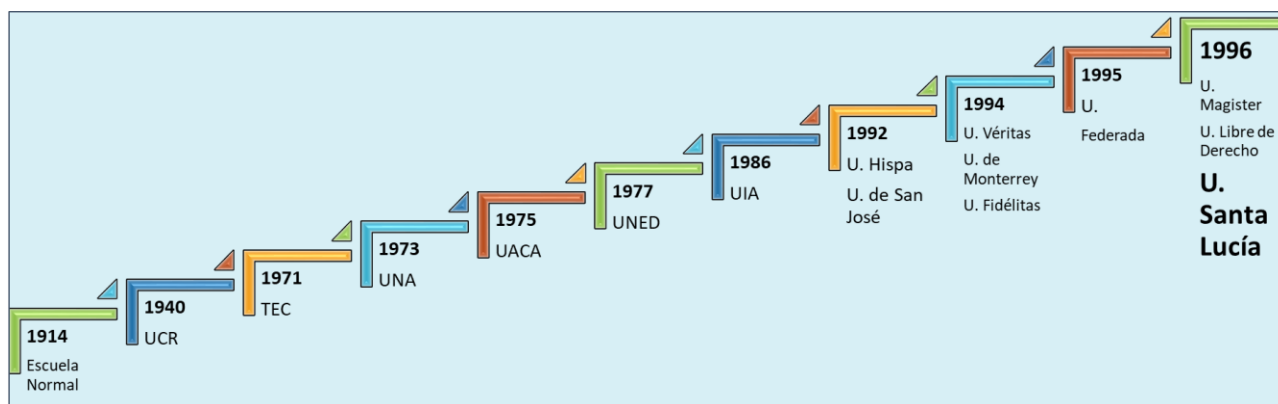 1914
Escuela
Normal
1940
UCR
1971
TEC
1973
UNA
1975
UACA
1977
UNED
1986
UIA
1992
U. Hispa
U. de San
José
1994
U. Véritas
U. de
Monterrey
U. Fidélitas
1995
U.
Federada
1996
U.
Magister
U. Libre de
Derecho
U.
Santa
Lucía